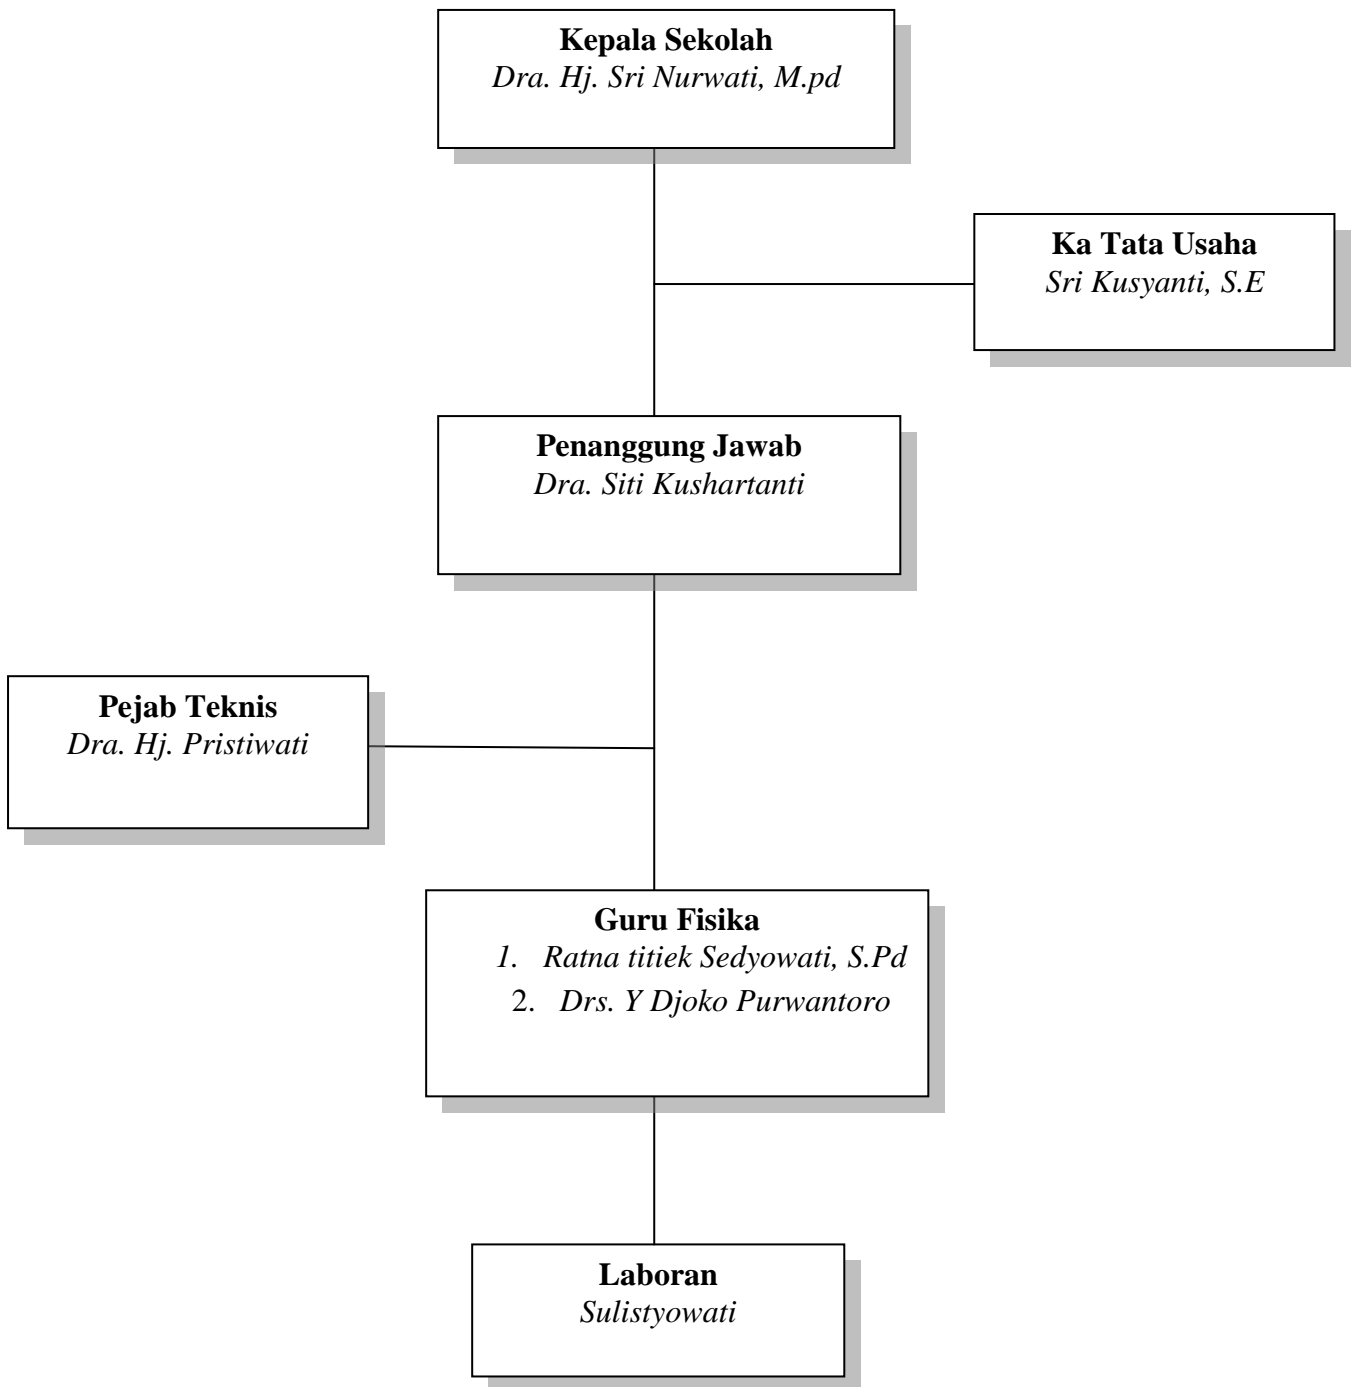 Kepala Sekolah
Dra. Hj. Sri Nurwati, M.pd
Ka Tata Usaha
Sri Kusyanti, S.E
Penanggung Jawab
Dra. Siti Kushartanti
Pejab Teknis
Dra. Hj. Pristiwati
Guru Fisika
1. Ratna titiek Sedyowati, S.Pd
2. Drs. Y Djoko Purwantoro
Laboran
Sulistyowati